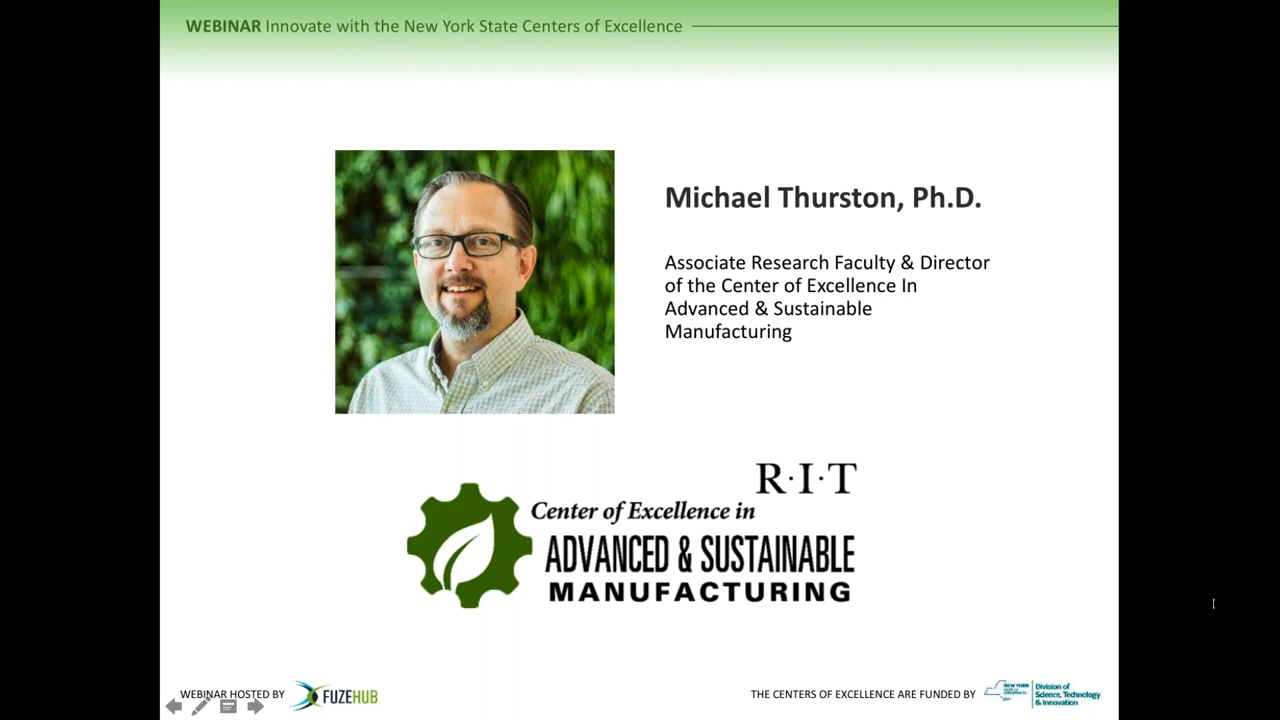 WEBINAR Innovate with the New York State Centers of Excellence
Michael Thurston, Ph.D.
Associate Research Faculty & Director
of the Center of Excellence In
Advanced & Sustainable
Manufacturing
R·I·T
Center of Excellence in
ADVANCED & SUSTAINABLE
MANUFACTURING
WEBINAR HOSTED BY
FUZEHUB
THE CENTERS OF EXCELLENCE ARE FUNDED BY
NEW YORK
Division of
Science, Technology
& Innovation